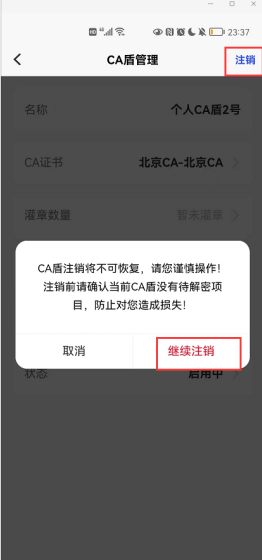 23:37
CA盾管理
注销
名称
个人CA盾2号
CA证书
北京CA-北京CA
灌章数量
暂未灌章
CA盾注销将不可恢复，请您谨慎操作！
注销前请确认当前CA盾没有待解密项
目，防止对您造成损失！
取消
继续注销
状态
启用中